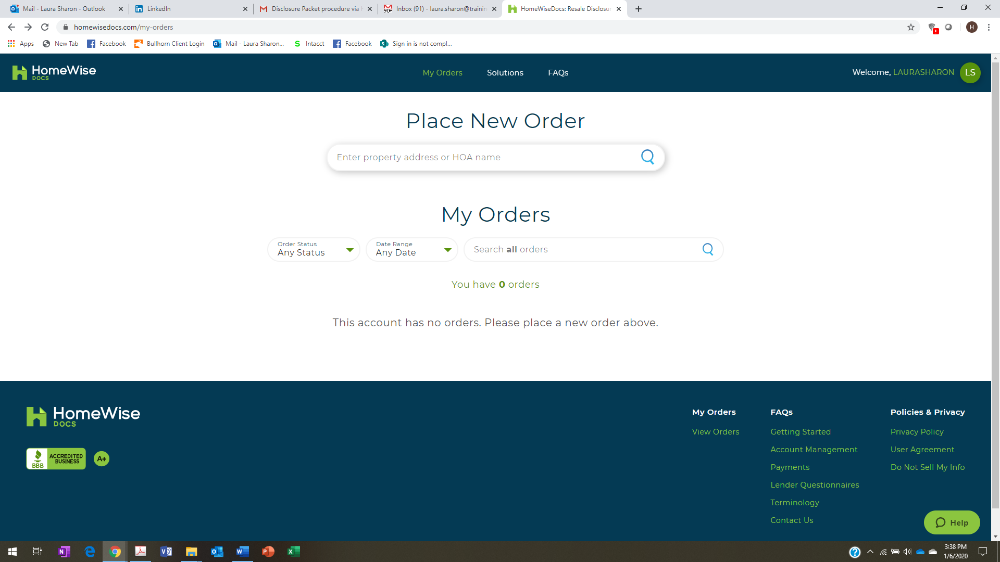 Mail - Laura Sharon - Outlook
LinkedIn
Disclosure Packet procedure via
Inbox (91) - laura.sharon@trainin
HomeWiseDocs: Resale Disclosur
homewisedocs.com/my-orders
H
Apps
New Tab
Facebook
Bullhorn Client Login
Mail - Laura Sharon...
Intacct
Facebook
Sign in is not compl...
HomeWise
DOCS
My Orders
Solutions
FAQs
Welcome, LAURASHARON
LS
Place New Order
Enter property address or HOA name
My Orders
Order Status
Any Status
Date Range
Any Date
Search all orders
You have 0 orders
This account has no orders. Please place a new order above.
HomeWise
DOCS
BBB
ACCREDITED
BUSINESS
A+
My Orders
View Orders
FAQs
Getting Started
Account Management
Payments
Lender Questionnaires
Terminology
Contact Us
Policies & Privacy
Privacy Policy
User Agreement
Do Not Sell My Info
Help
3:38 PM
1/6/2020